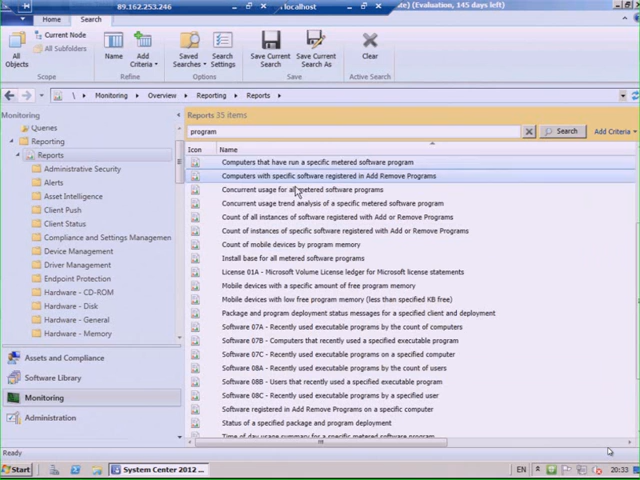 89.162.253.246
localhost
te) (Evaluation, 145 days left)
Home Search
All Objects
Current Node
All Subfolders
Scope
Name
Add Criteria
Refine
Saved Searches
Search Settings
Options
Save Current Search
Save Current Search As
Save
Clear
Active Search
\ Monitoring Overview Reporting Reports
Monitoring
Queries
Reporting
Reports
Administrative Security
Alerts
Asset Intelligence
Client Push
Client Status
Compliance and Settings Managemen
Device Management
Driver Management
Endpoint Protection
Hardware - CD-ROM
Hardware - Disk
Hardware - General
Hardware - Memory
Assets and Compliance
Software Library
Monitoring
Administration
Reports 35 items
program
Search
Add Criteria
Icon Name
Computers that have run a specific metered software program
Computers with specific software registered in Add Remove Programs
Concurrent usage for all metered software programs
Concurrent usage trend analysis of a specific metered software program
Count of all instances of software registered with Add or Remove Programs
Count of instances of specific software registered with Add or Remove Programs
Count of mobile devices by program memory
Install base for all metered software programs
License 01A - Microsoft Volume License ledger for Microsoft license statements
Mobile devices with a specific amount of free program memory
Mobile devices with low free program memory (less than specified KB free)
Package and program deployment status messages for a specified client and deployment
Software 07A - Recently used executable programs by the count of computers
Software 07B - Computers that recently used a specified executable program
Software 07C - Recently used executable programs on a specified computer
Software 08A - Recently used executable programs by the count of users
Software 08B - Users that recently used a specified executable program
Software 08C - Recently used executable programs by a specified user
Software registered in Add Remove Programs on a specific computer
Status of a specified package and program deployment
Time of day usage summary for a specific metered software program
Ready
Start
System Center 2012 ...
EN
20:33